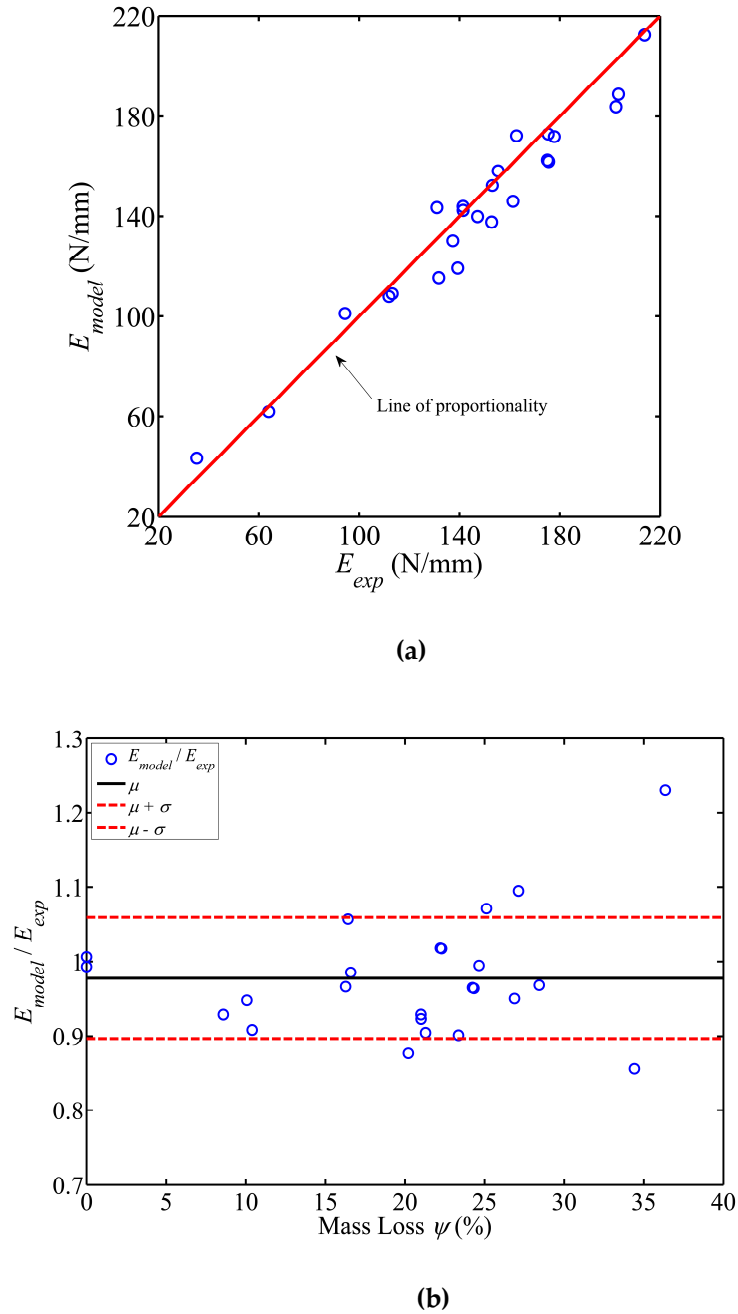 220
180
140
100
60
20
E_model (N/mm)
Line of proportionality
20 60 100 140 180 220
E_exp (N/mm)
(a)
1.3
1.2
1.1
1
0.9
0.8
0.7
E_model / E_exp
E_model / E_exp
μ
μ + σ
μ - σ
0 5 10 15 20 25 30 35 40
Mass Loss ψ (%)
(b)